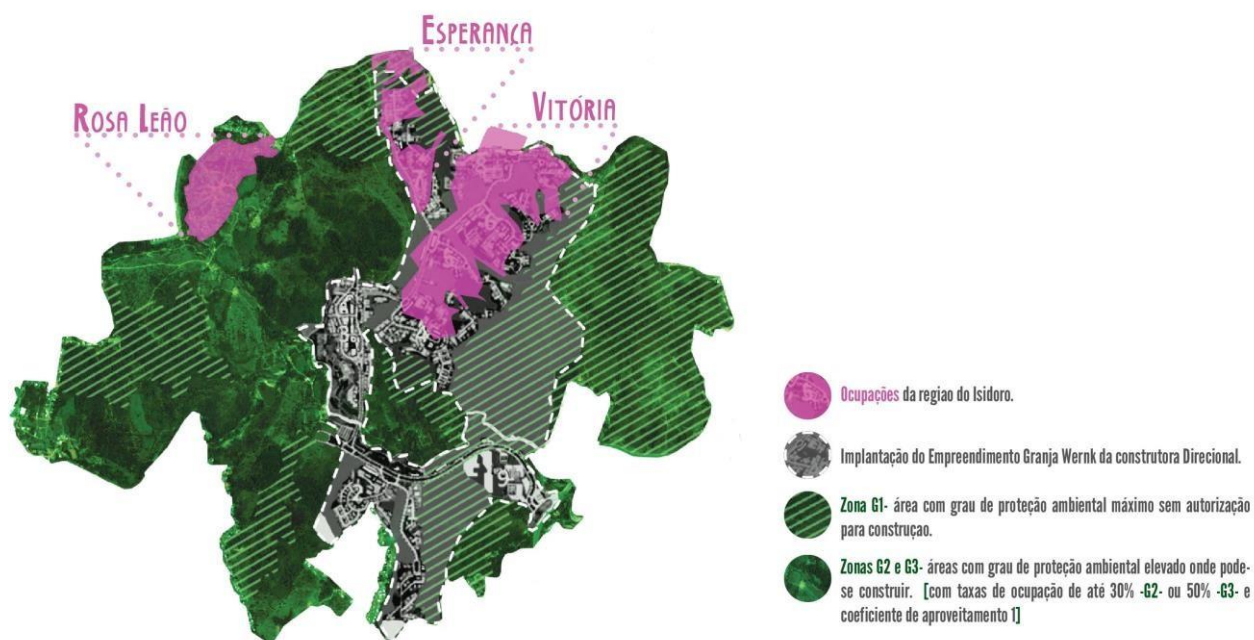 ESPERANÇA
VITÓRIA
ROSA LEÃO
Ocupações da regiao do Isidoro.
Implantação do Empreendimento Granja Wernk da construtora Direcional.
Zona G1- área com grau de proteção ambiental máximo sem autorização
para construçao.
Zonas G2 e G3- áreas com grau de proteção ambiental elevado onde pode-
se construir. [com taxas de ocupação de até 30% -G2- ou 50% -G3- e
coeficiente de aproveitamento 1]